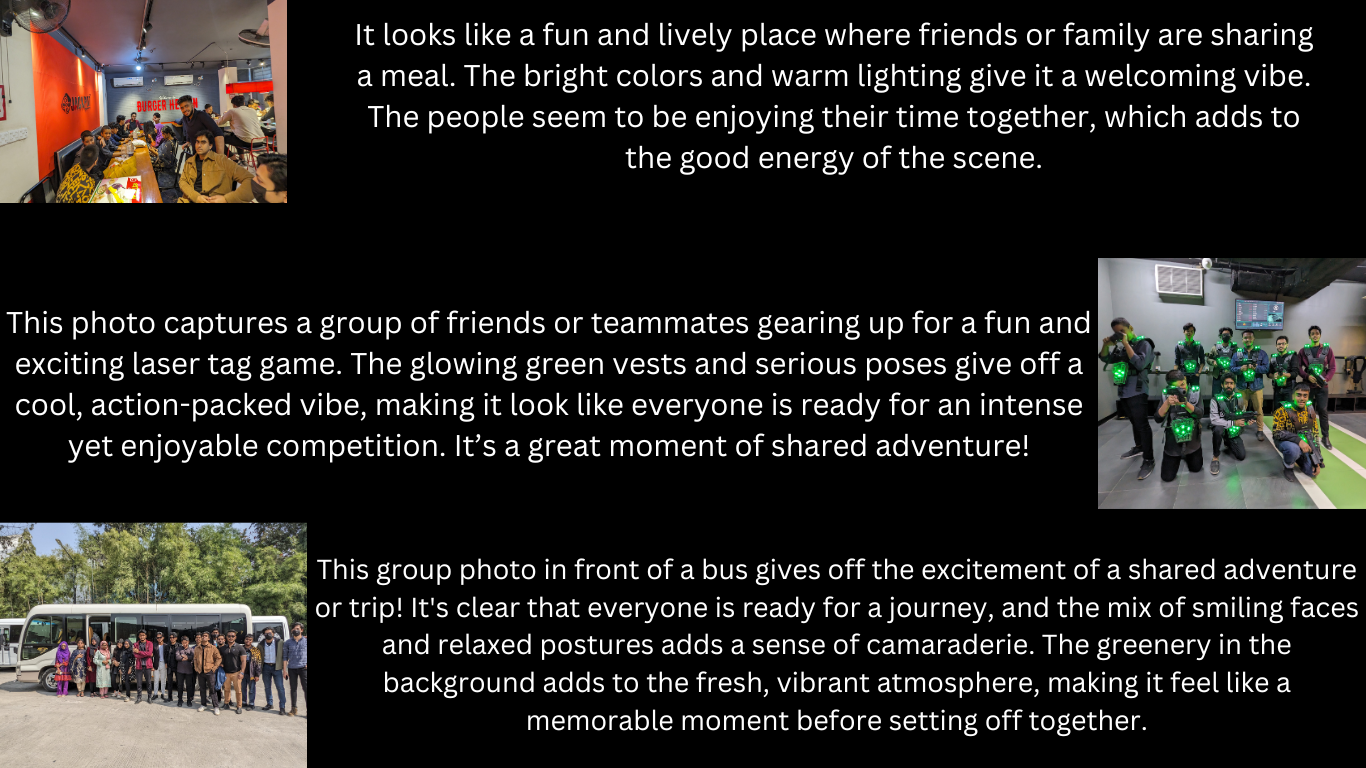 BURGER HE
It looks like a fun and lively place where friends or family are sharing
a meal. The bright colors and warm lighting give it a welcoming vibe.
The people seem to be enjoying their time together, which adds to
the good energy of the scene.
This photo captures a group of friends or teammates gearing up for a fun and
exciting laser tag game. The glowing green vests and serious poses give off a
cool, action-packed vibe, making it look like everyone is ready for an intense
yet enjoyable competition. It’s a great moment of shared adventure!
This group photo in front of a bus gives off the excitement of a shared adventure
or trip! It's clear that everyone is ready for a journey, and the mix of smiling faces
and relaxed postures adds a sense of camaraderie. The greenery in the
background adds to the fresh, vibrant atmosphere, making it feel like a
memorable moment before setting off together.